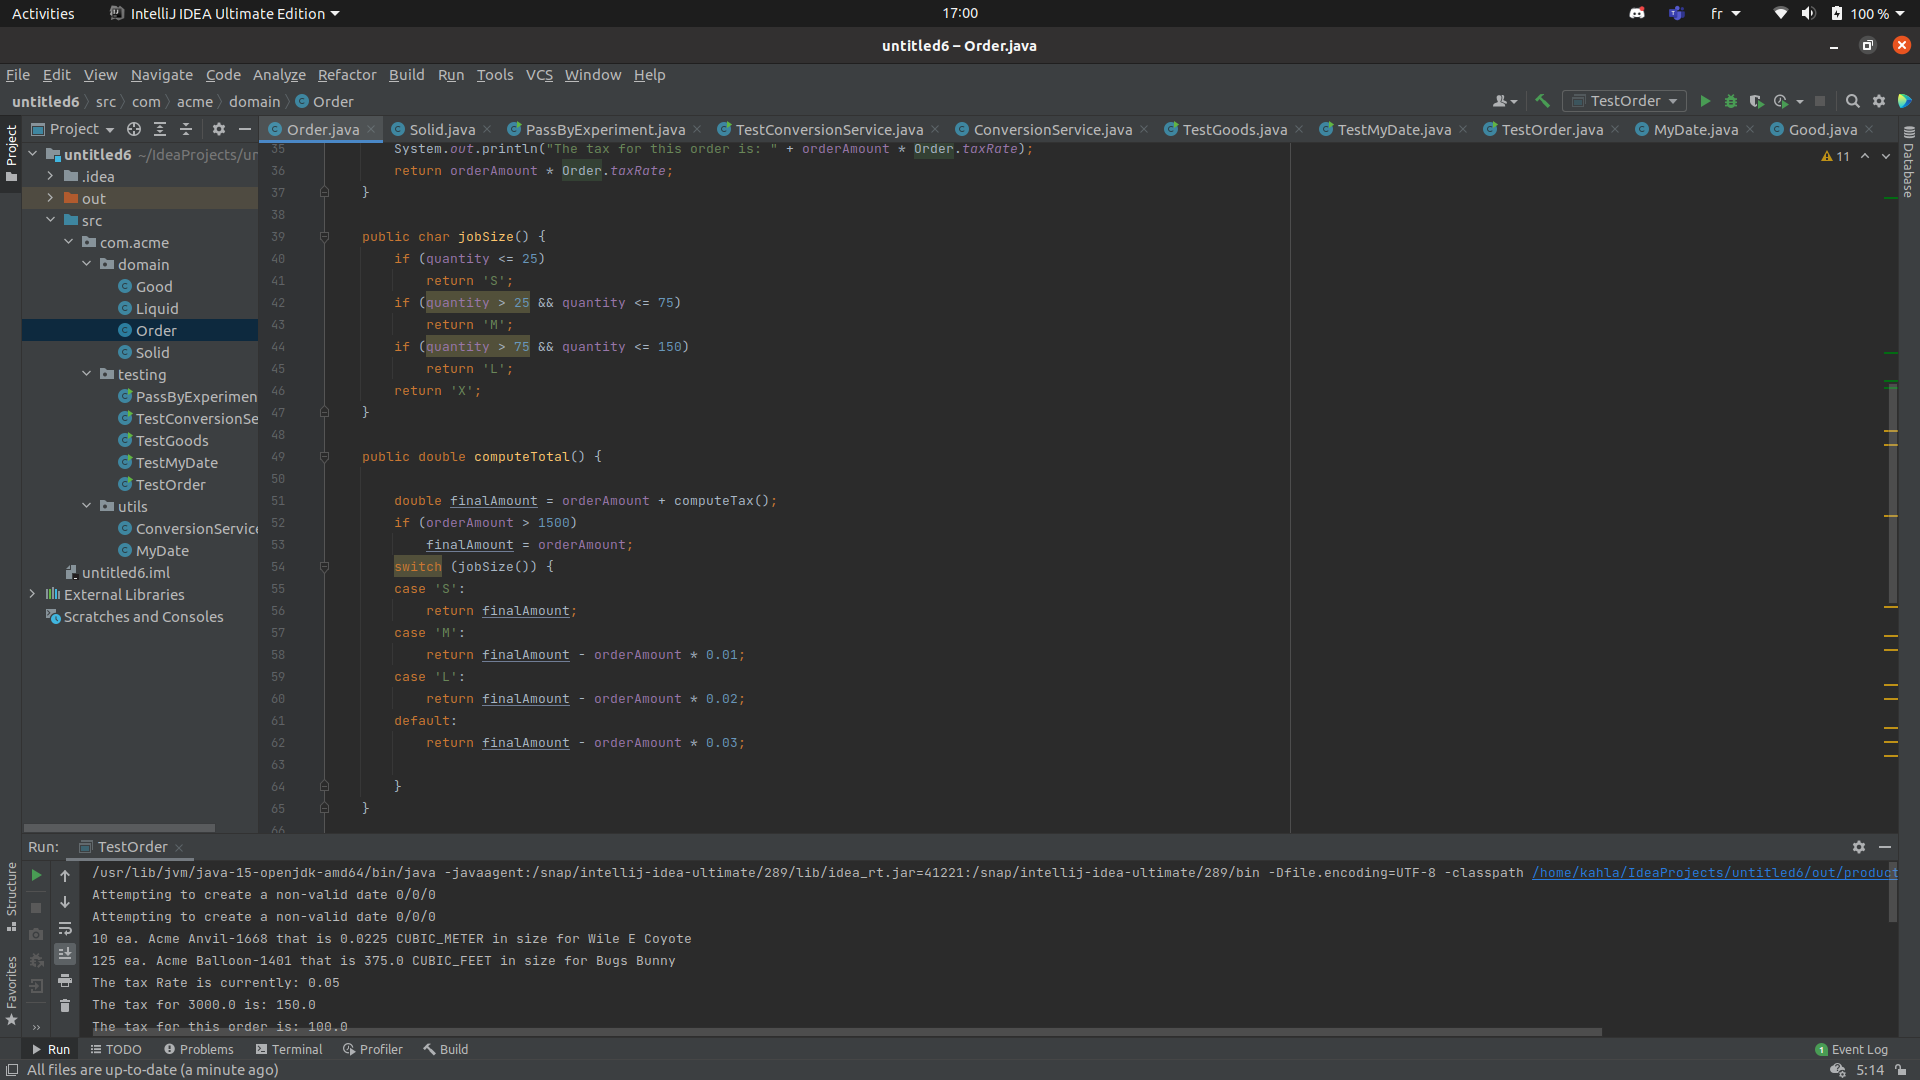 Activities IntelliJ IDEA Ultimate Edition 17:00 fr 100 %
untitled6 – Order.java
File Edit View Navigate Code Analyze Refactor Build Run Tools VCS Window Help
untitled6 src com acme domain Order TestOrder
Project Order.java Solid.java PassByExperiment.java TestConversionService.java ConversionService.java TestGoods.java TestMyDate.java TestOrder.java MyDate.java Good.java
Project
Database
untitled6 ~/IdeaProjects/ur
.idea
out
src
com.acme
domain
Good
Liquid
Order
Solid
testing
PassByExperimen
TestConversionSe
TestGoods
TestMyDate
TestOrder
utils
ConversionService
MyDate
untitled6.iml
External Libraries
Scratches and Consoles
11
35 System.out.println("The tax for this order is: " + orderAmount * Order.taxRate);
36 return orderAmount * Order.taxRate;
37 }
38
39 public char jobSize() {
40 if (quantity <= 25)
41 return 'S';
42 if (quantity > 25 && quantity <= 75)
43 return 'M';
44 if (quantity > 75 && quantity <= 150)
45 return 'L';
46 return 'X';
47 }
48
49 public double computeTotal() {
50
51 double finalAmount = orderAmount + computeTax();
52 if (orderAmount > 1500)
53 finalAmount = orderAmount;
54 switch (jobSize()) {
55 case 'S':
56 return finalAmount;
57 case 'M':
58 return finalAmount - orderAmount * 0.01;
59 case 'L':
60 return finalAmount - orderAmount * 0.02;
61 default:
62 return finalAmount - orderAmount * 0.03;
63
64 }
65 }
66
Run: TestOrder
Structure
Favorites
/usr/lib/jvm/java-15-openjdk-amd64/bin/java -javaagent:/snap/intellij-idea-ultimate/289/lib/idea_rt.jar=41221:/snap/intellij-idea-ultimate/289/bin -Dfile.encoding=UTF-8 -classpath /home/kahla/IdeaProjects/untitled6/out/product
Attempting to create a non-valid date 0/0/0
Attempting to create a non-valid date 0/0/0
10 ea. Acme Anvil-1668 that is 0.0225 CUBIC_METER in size for Wile E Coyote
125 ea. Acme Balloon-1401 that is 375.0 CUBIC_FEET in size for Bugs Bunny
The tax Rate is currently: 0.05
The tax for 3000.0 is: 150.0
The tax for this order is: 100.0
Run TODO Problems Terminal Profiler Build 1 Event Log
All files are up-to-date (a minute ago) 5:14